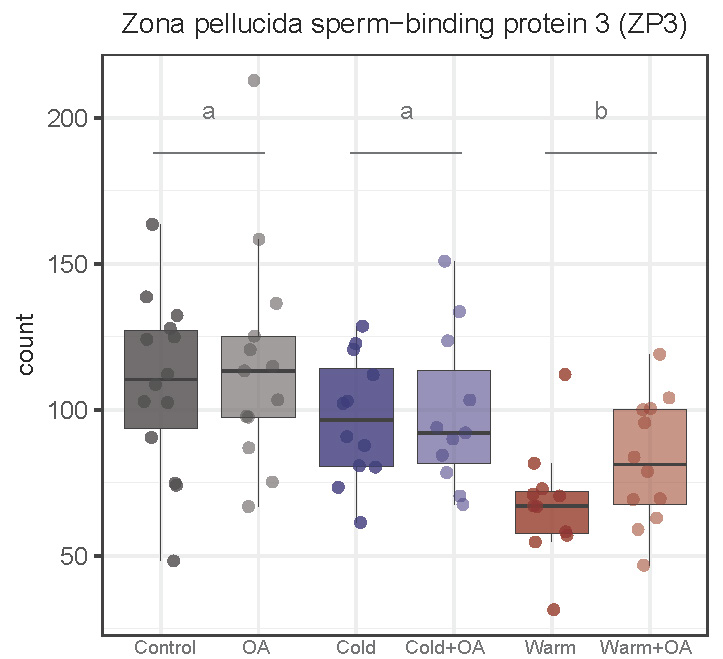 Zona pellucida sperm−binding protein 3 (ZP3)
a a b
200
150
100
50
count
Control OA Cold Cold+OA Warm Warm+OA